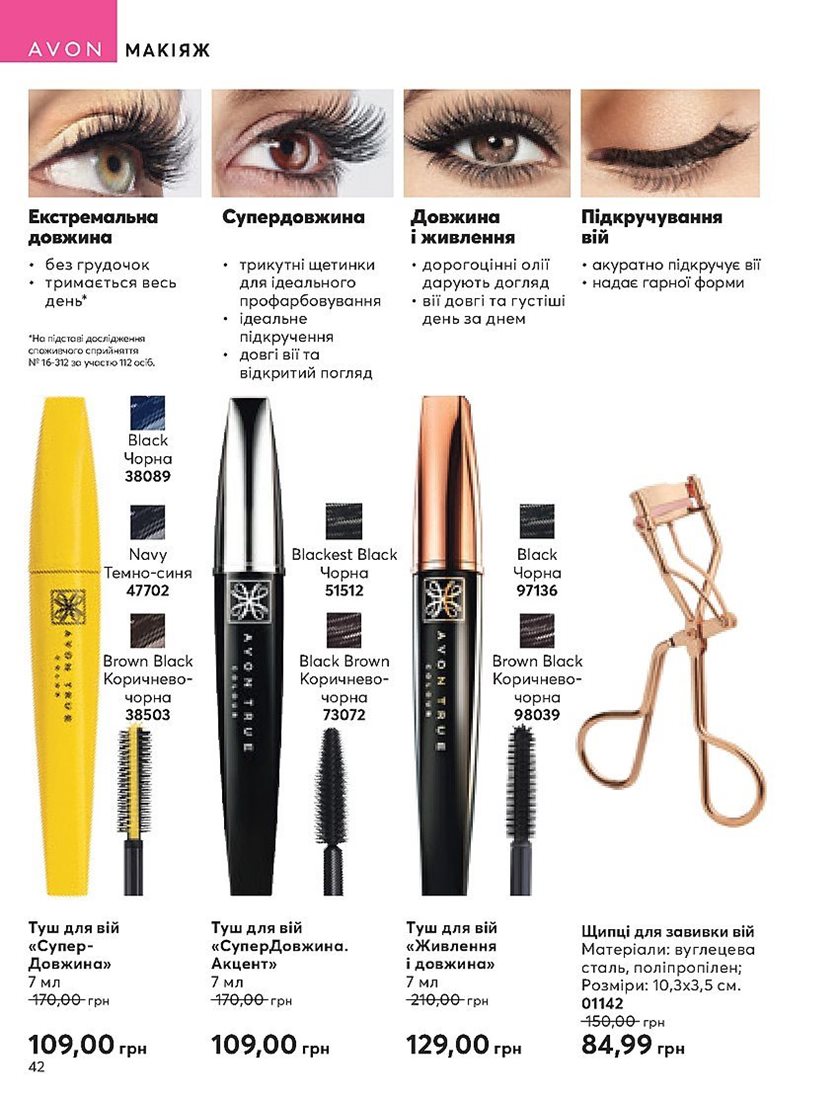 AVON МАКІЯЖ
Екстремальна
довжина
• без грудочок
• тримається весь
день*
*На підставі дослідження
споживчого сприйняття
№ 16-312 за участю 112 осіб.
Супердовжина
• трикутні щетинки
для ідеального
профарбовування
• ідеальне
підкручення
• довгі вії та
відкритий погляд
Довжина
і живлення
• дорогоцінні олії
дарують догляд
• вії довгі та густіші
день за днем
Підкручування
вій
• акуратно підкручує вії
• надає гарної форми
Black
Чорна
38089
Navy
Темно-синя
47702
Brown Black
Коричнево-
чорна
38503
AVON TRUE
COLOUR
Blackest Black
Чорна
51512
Black Brown
Коричнево-
чорна
73072
AVON TRUE
COLOUR
Black
Чорна
97136
Brown Black
Коричнево-
чорна
98039
AVON TRUE
COLOUR
Туш для вій
«Супер-
Довжина»
7 мл
170,00 грн
109,00 грн
Туш для вій
«СуперДовжина.
Акцент»
7 мл
170,00 грн
109,00 грн
Туш для вій
«Живлення
і довжина»
7 мл
210,00 грн
129,00 грн
Щипці для завивки вій
Матеріали: вуглецева
сталь, поліпропілен;
Розміри: 10,3х3,5 см.
01142
150,00 грн
84,99 грн
42